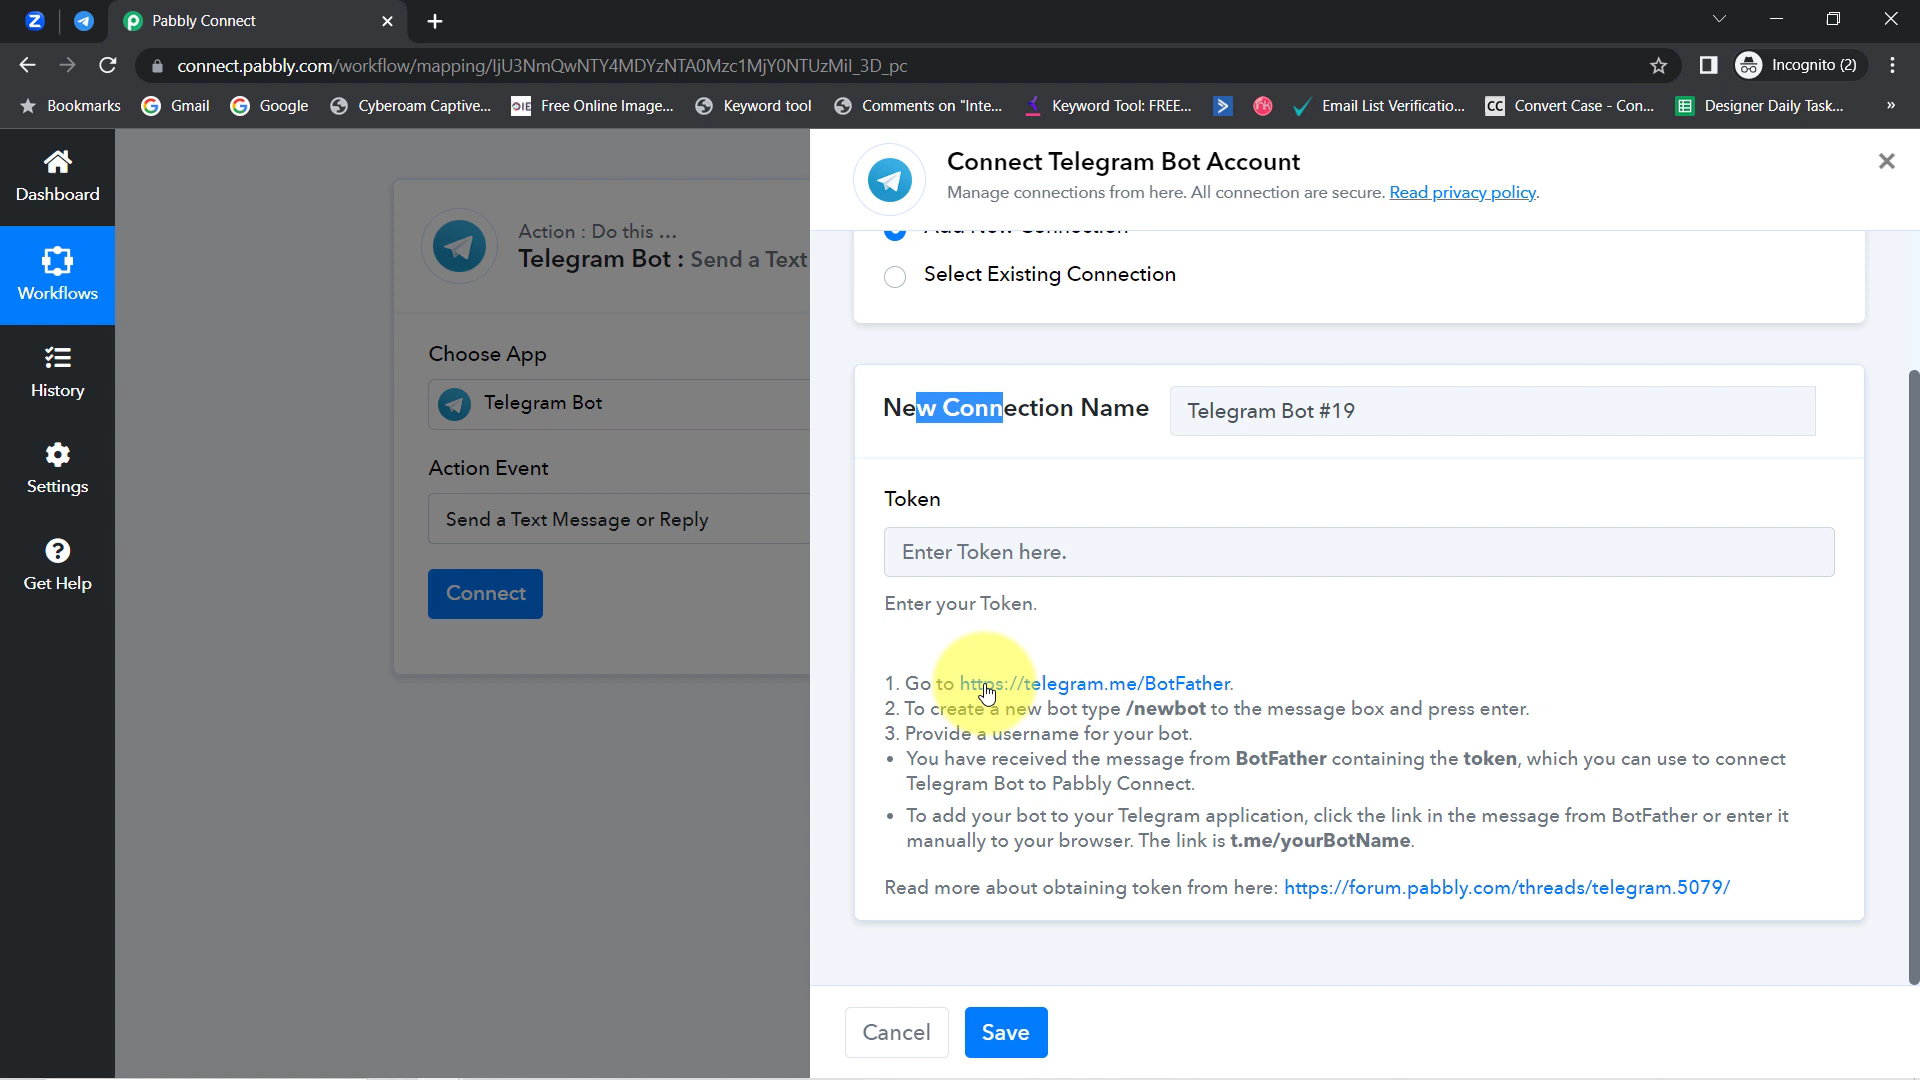 Pabbly Connect
connect.pabbly.com/workflow/mapping/
Incognito (2)
Bookmarks
Gmail
Google
Cyberoam Captive...
Free Online Image...
Keyword tool
Comments on "Inte...
Keyword Tool: FREE...
Email List Verificatio...
Convert Case - Con...
Designer Daily Task...
»
Dashboard
Workflows
History
Settings
Get Help
Action : Do this ...
Telegram Bot : Send a Text
Choose App
Telegram Bot
Action Event
Send a Text Message or Reply
Connect
Connect Telegram Bot Account
Manage connections from here. All connection are secure. Read privacy policy.
Add New Connection
Select Existing Connection
New Connection Name
Telegram Bot #19
Token
Enter Token here.
Enter your Token.
1. Go to https://telegram.me/BotFather.
2. To create a new bot type /newbot to the message box and press enter.
3. Provide a username for your bot.
• You have received the message from BotFather containing the token, which you can use to connect
Telegram Bot to Pabbly Connect.
• To add your bot to your Telegram application, click the link in the message from BotFather or enter it
manually to your browser. The link is t.me/yourBotName.
Read more about obtaining token from here: https://forum.pabbly.com/threads/telegram.5079/
Cancel
Save